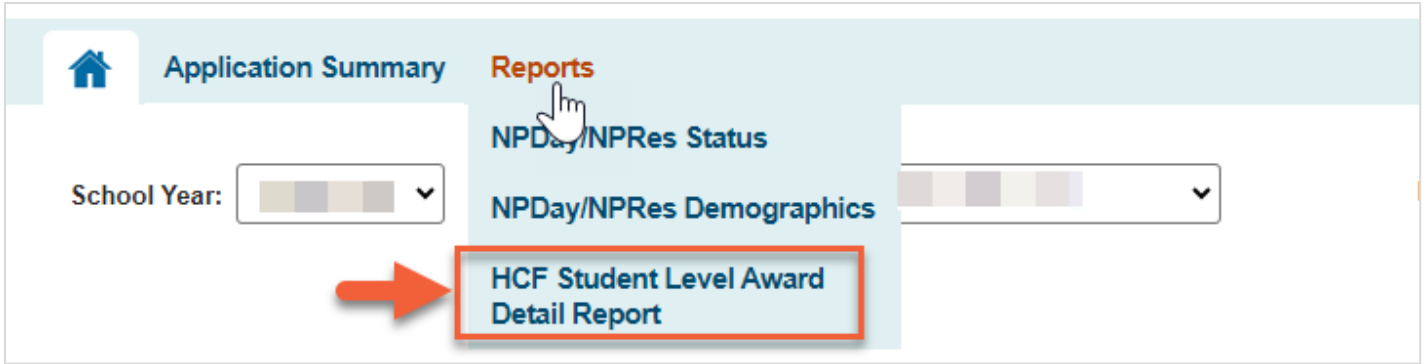 Application Summary Reports
NPDay/NPRes Status
School Year:
NPDay/NPRes Demographics
HCF Student Level Award
Detail Report